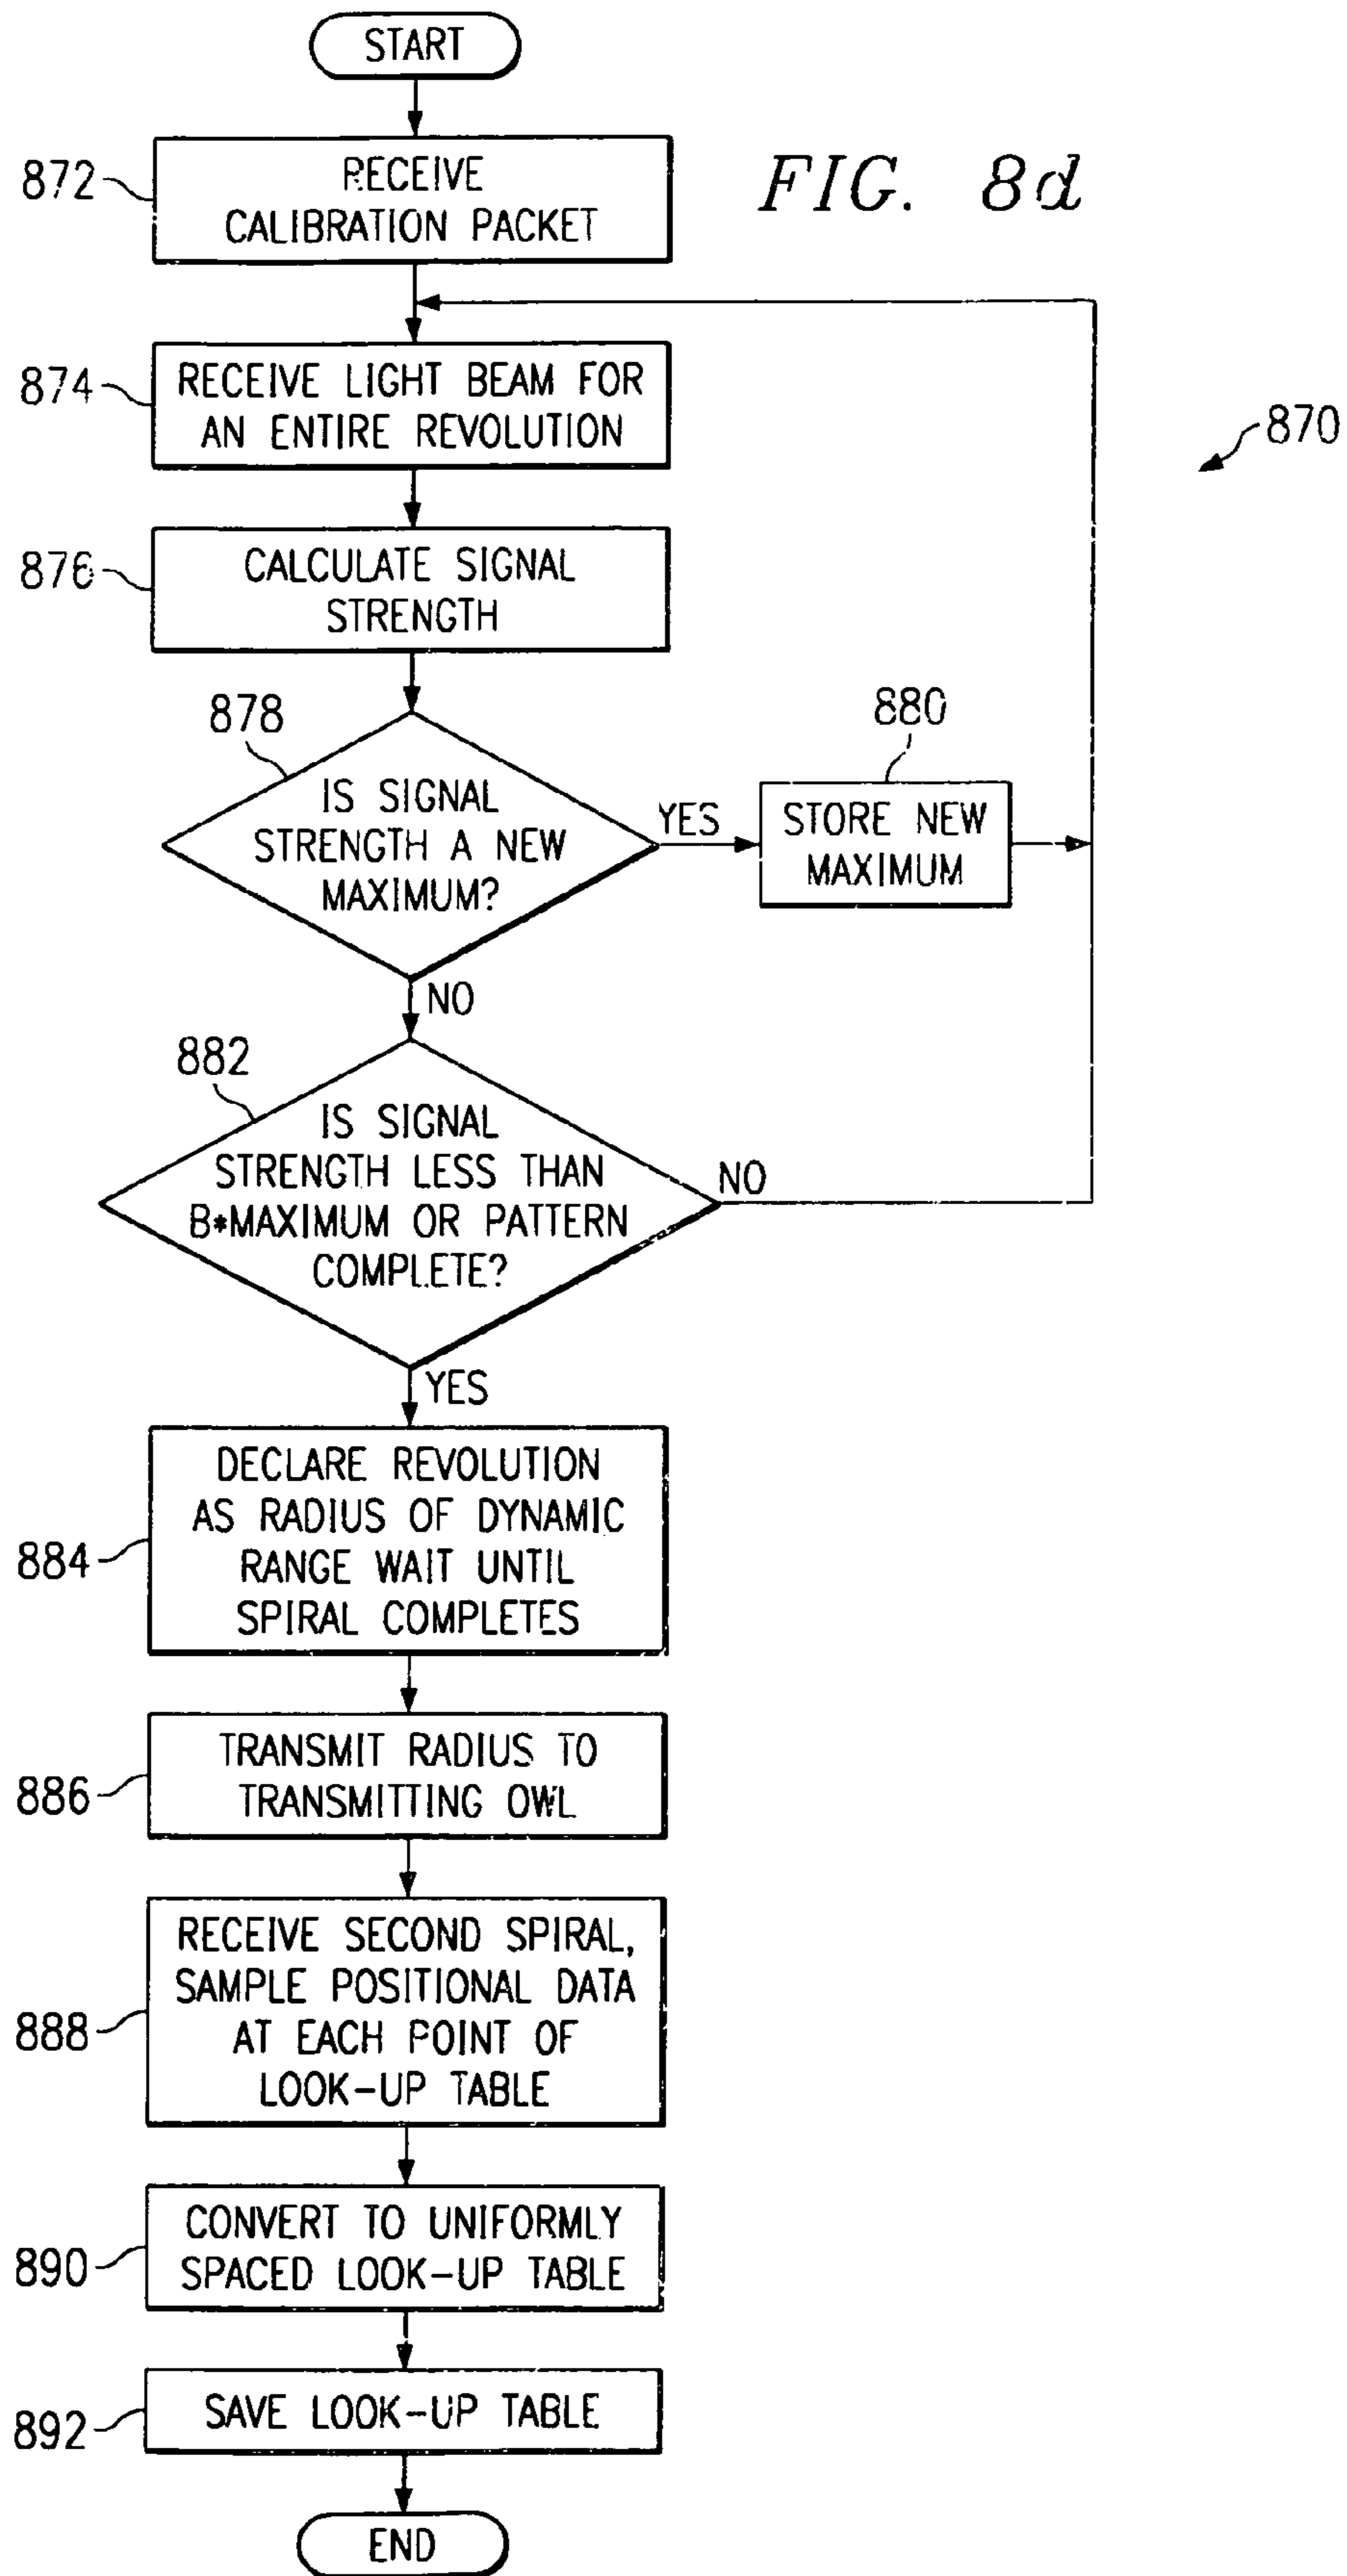 START
872
RECEIVE
CALIBRATION PACKET
FIG. 8d
874
RECEIVE LIGHT BEAM FOR
AN ENTIRE REVOLUTION
870
876
CALCULATE SIGNAL
STRENGTH
878
IS SIGNAL
STRENGTH A NEW
MAXIMUM?
YES
880
STORE NEW
MAXIMUM
NO
882
IS SIGNAL
STRENGTH LESS THAN
B*MAXIMUM OR PATTERN
COMPLETE?
NO
YES
884
DECLARE REVOLUTION
AS RADIUS OF DYNAMIC
RANGE WAIT UNTIL
SPIRAL COMPLETES
886
TRANSMIT RADIUS TO
TRANSMITTING OWL
888
RECEIVE SECOND SPIRAL,
SAMPLE POSITIONAL DATA
AT EACH POINT OF
LOOK-UP TABLE
890
CONVERT TO UNIFORMLY
SPACED LOOK-UP TABLE
892
SAVE LOOK-UP TABLE
END